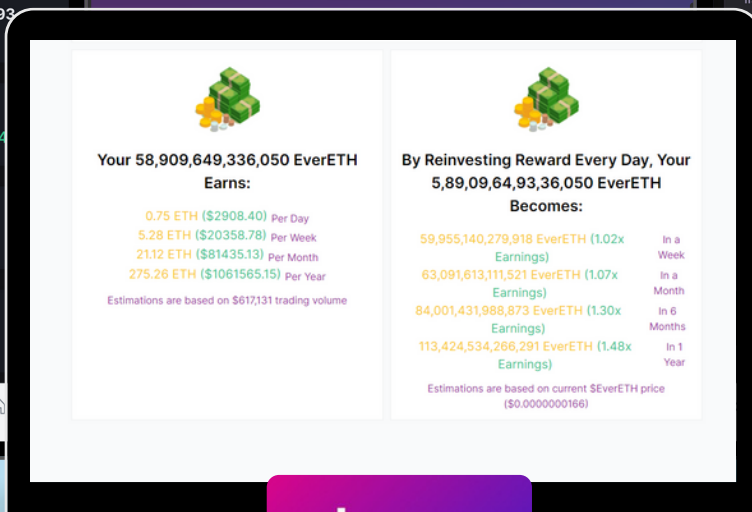 93
Your 58,909,649,336,050 EverETH
Earns:
0.75 ETH ($2908.40) Per Day
5.28 ETH ($20358.78) Per Week
21.12 ETH ($81435.13) Per Month
275.26 ETH ($1061565.15) Per Year
Estimations are based on $617,131 trading volume
By Reinvesting Reward Every Day, Your
5,89,09,64,93,36,050 EverETH
Becomes:
59,955,140,279,918 EverETH (1.02x
Earnings)
In a
Week
63,091,613,111,521 EverETH (1.07x
Earnings)
In a
Month
84,001,431,988,873 EverETH (1.30x
Earnings)
In 6
Months
113,424,534,266,291 EverETH (1.48x
Earnings)
In 1
Year
Estimations are based on current $EverETH price
($0.0000000166)